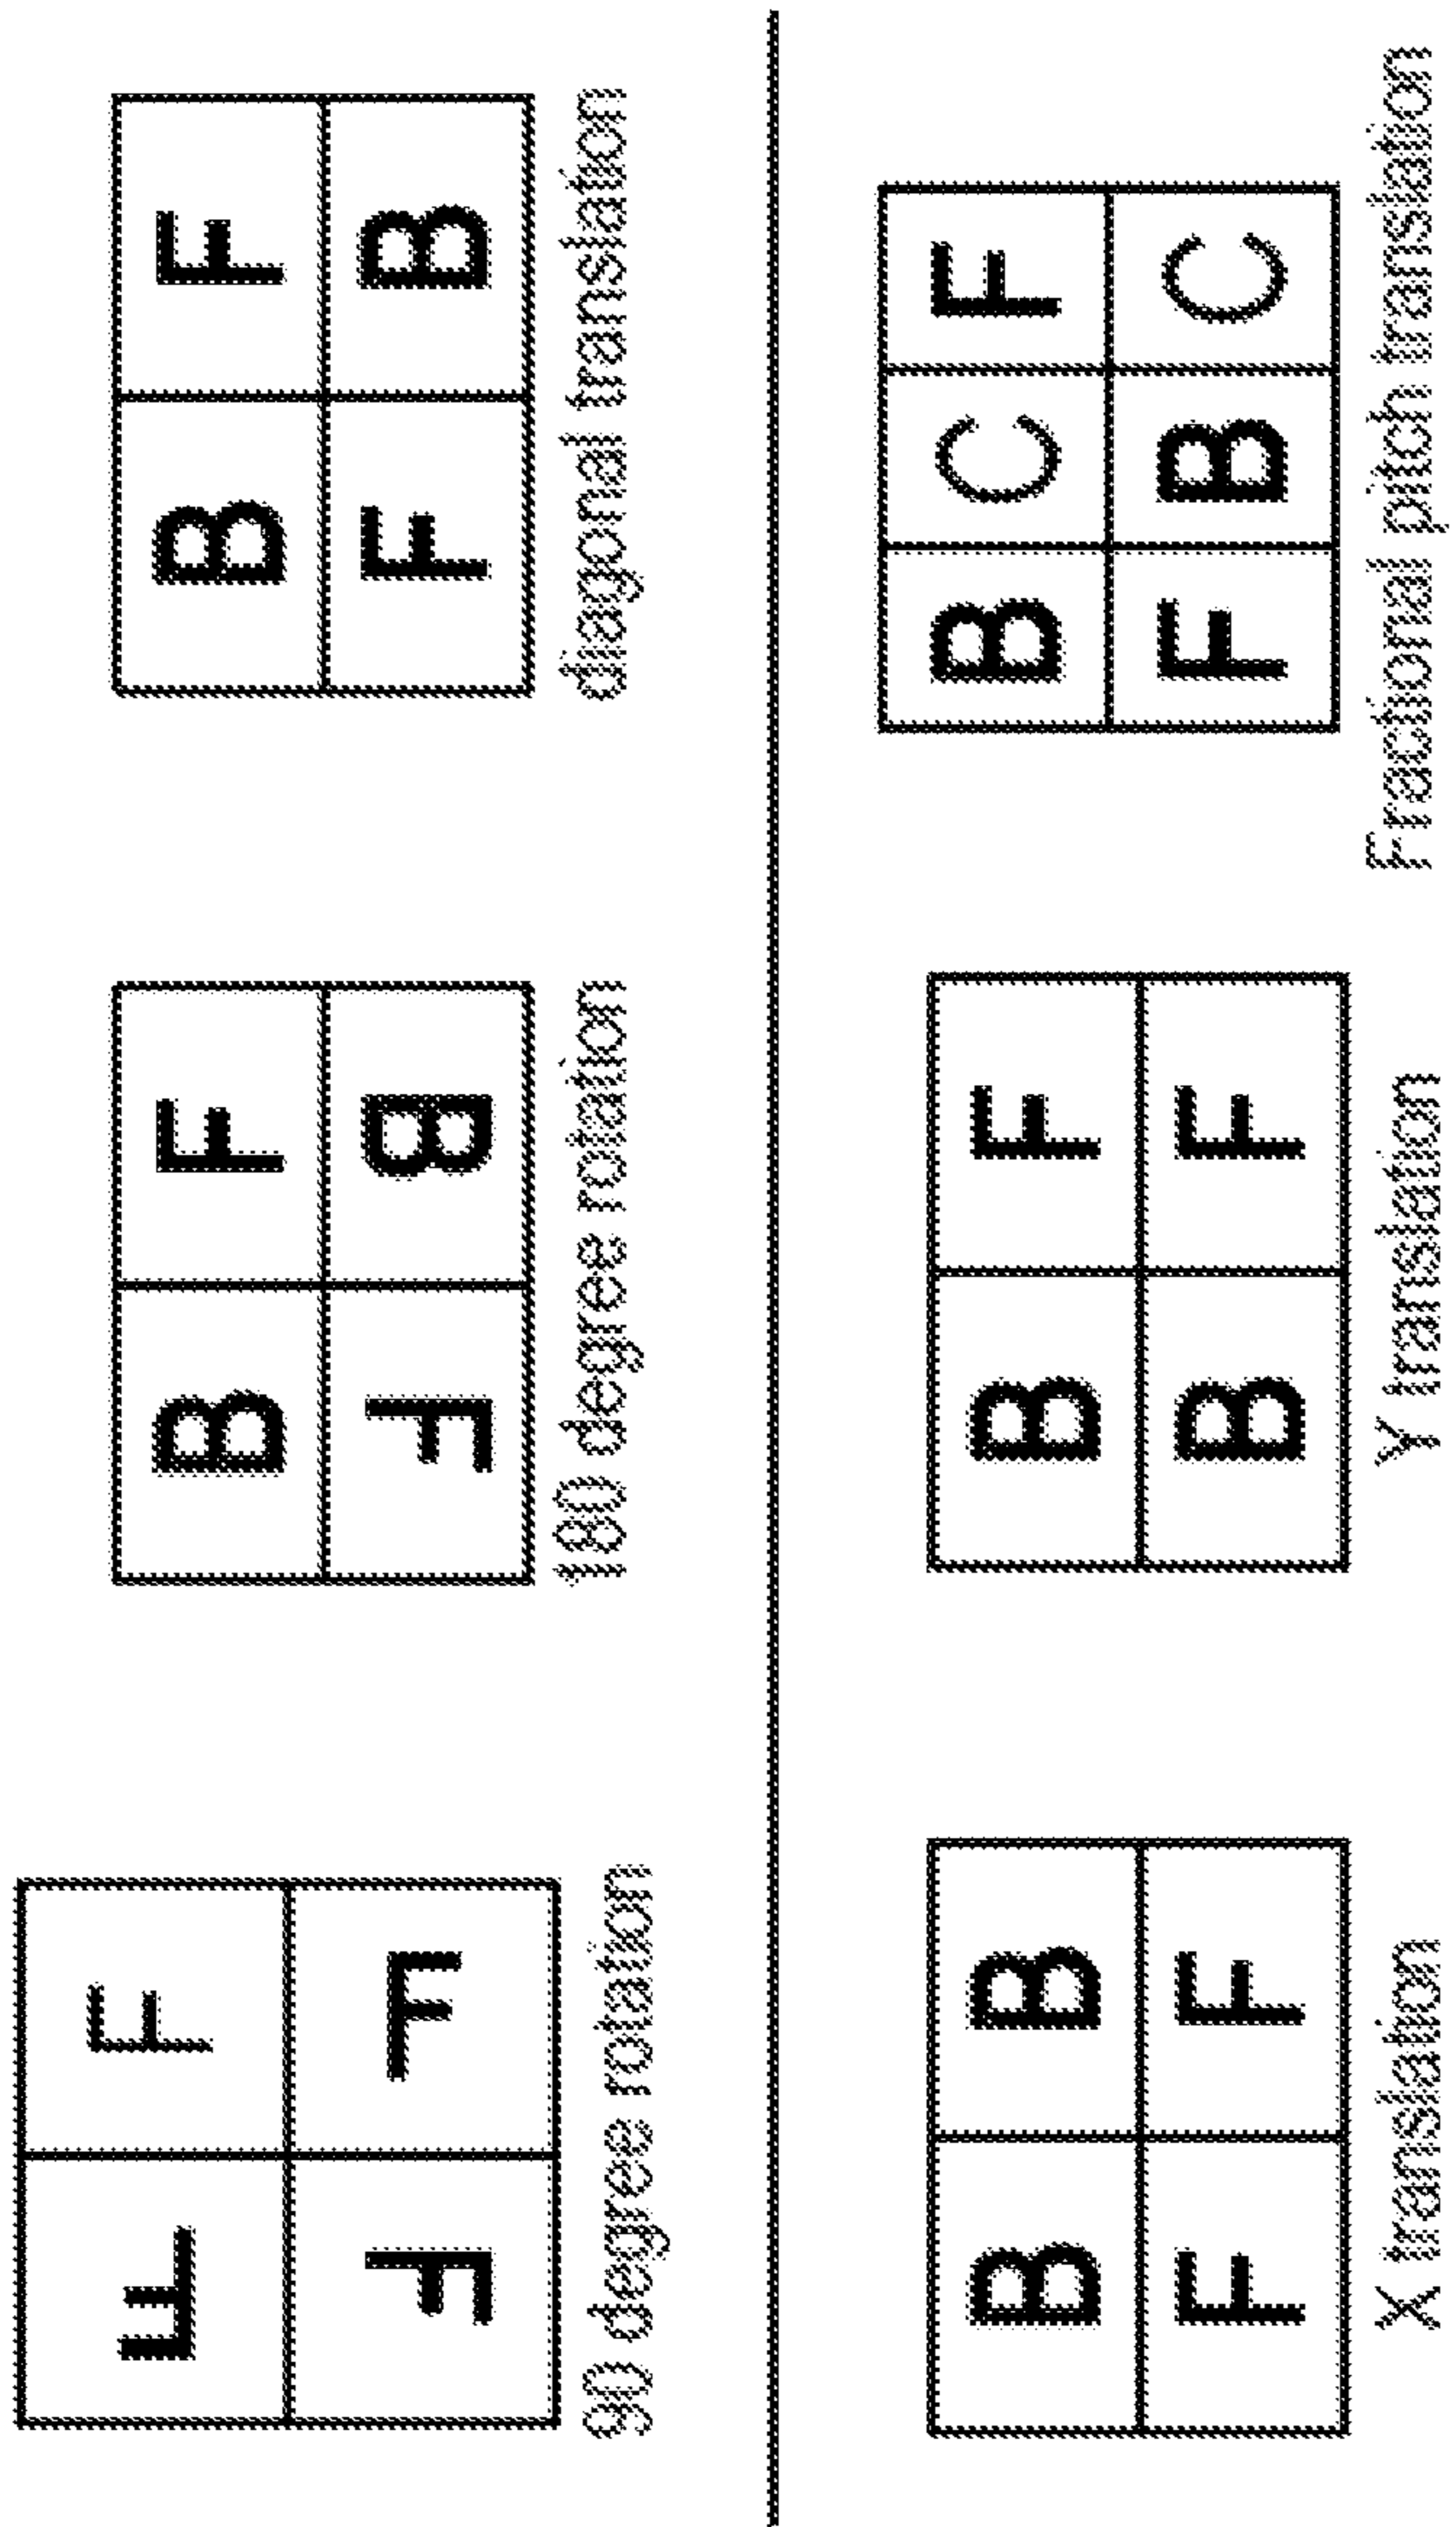 F F B F B F
F F F B F B
90 degree rotation 180 degree rotation diagonal translation
B B B F B C F
F F B F F B C
X translation Y translation Fractional pitch translation